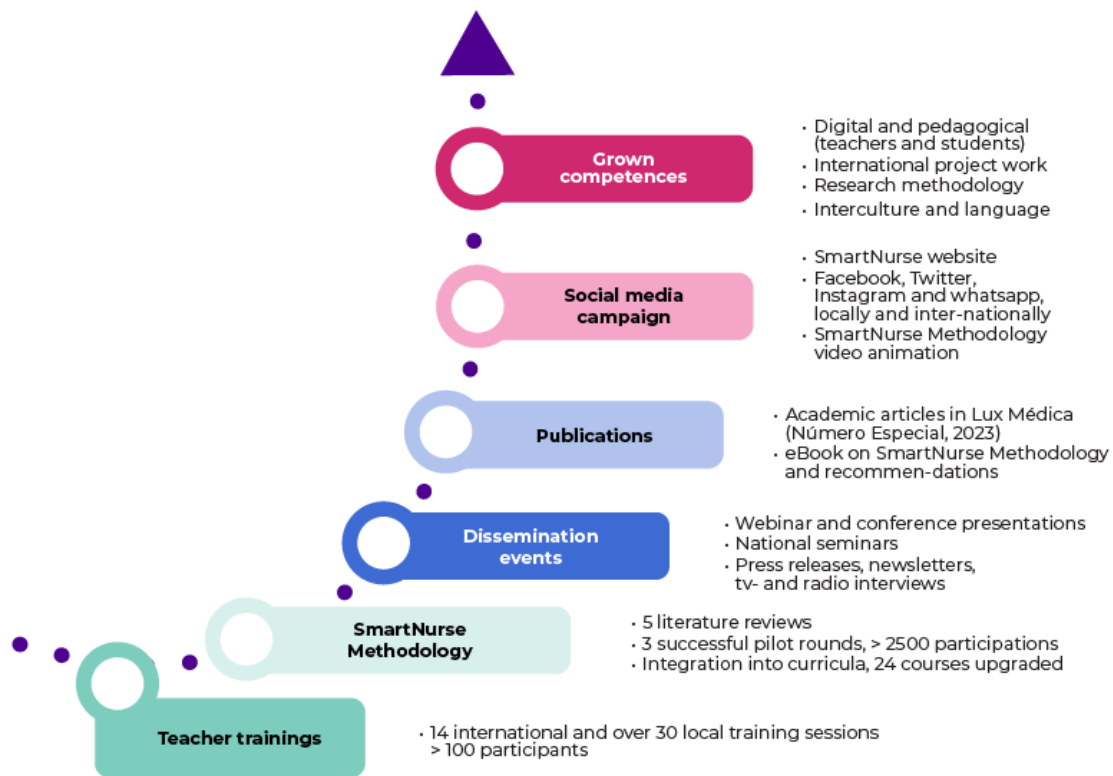 Grown
competences
· Digital and pedagogical
(teachers and students)
· International project work
· Research methodology
· Interculture and language
Social media
campaign
· SmartNurse website
· Facebook, Twitter,
Instagram and whatsapp,
locally and inter-nationally
· SmartNurse Methodology
video animation
Publications
· Academic articles in Lux Médica
(Número Especial, 2023)
· eBook on SmartNurse Methodology
and recommen-dations
Dissemination
events
· Webinar and conference presentations
· National seminars
· Press releases, newsletters,
tv- and radio interviews
SmartNurse
Methodology
· 5 literature reviews
· 3 successful pilot rounds, > 2500 participations
· Integration into curricula, 24 courses upgraded
Teacher trainings
· 14 international and over 30 local training sessions
> 100 participants